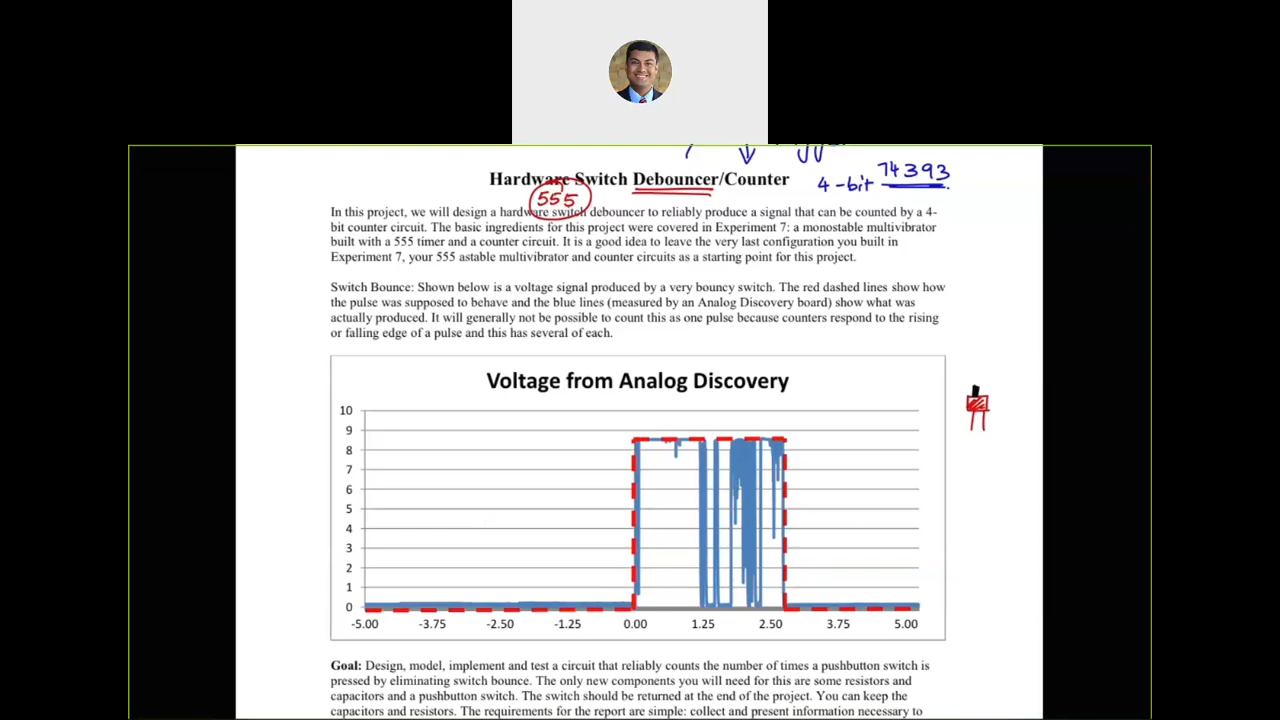 74393
4-bit
Hardware Switch Debouncer/Counter
555
In this project, we will design a hardware switch debouncer to reliably produce a signal that can be counted by a 4-
bit counter circuit. The basic ingredients for this project were covered in Experiment 7: a monostable multivibrator
built with a 555 timer and a counter circuit. It is a good idea to leave the very last configuration you built in
Experiment 7, your 555 astable multivibrator and counter circuits as a starting point for this project.
Switch Bounce: Shown below is a voltage signal produced by a very bouncy switch. The red dashed lines show how
the pulse was supposed to behave and the blue lines (measured by an Analog Discovery board) show what was
actually produced. It will generally not be possible to count this as one pulse because counters respond to the rising
or falling edge of a pulse and this has several of each.
Voltage from Analog Discovery
10
9
8
7
6
5
4
3
2
1
0
-5.00 -3.75 -2.50 -1.25 0.00 1.25 2.50 3.75 5.00
Goal: Design, model, implement and test a circuit that reliably counts the number of times a pushbutton switch is
pressed by eliminating switch bounce. The only new components you will need for this are some resistors and
capacitors and a pushbutton switch. The switch should be returned at the end of the project. You can keep the
capacitors and resistors. The requirements for the report are simple: collect and present information necessary to